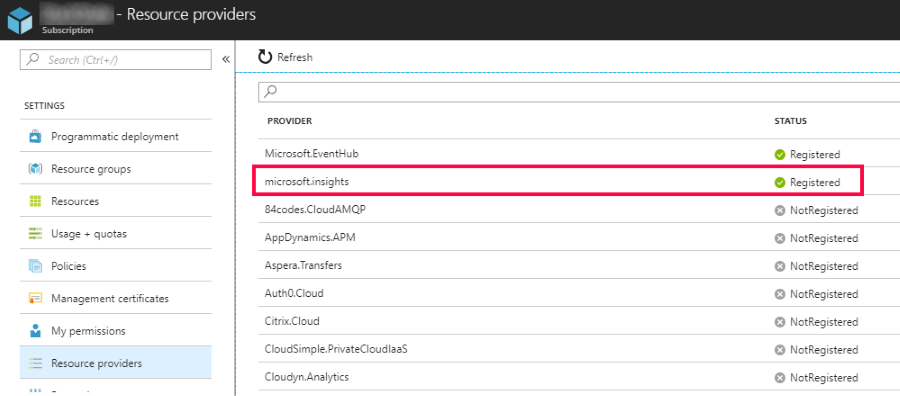 - Resource providers
Subscription
Search (Ctrl+/)
«
Refresh
SETTINGS
Programmatic deployment
Resource groups
Resources
Usage + quotas
Policies
Management certificates
My permissions
Resource providers
PROVIDER STATUS
Microsoft.EventHub Registered
microsoft.insights Registered
84codes.CloudAMQP NotRegistered
AppDynamics.APM NotRegistered
Aspera.Transfers NotRegistered
Auth0.Cloud NotRegistered
Citrix.Cloud NotRegistered
CloudSimple.PrivateCloudIaaS NotRegistered
Cloudyn.Analytics NotRegistered